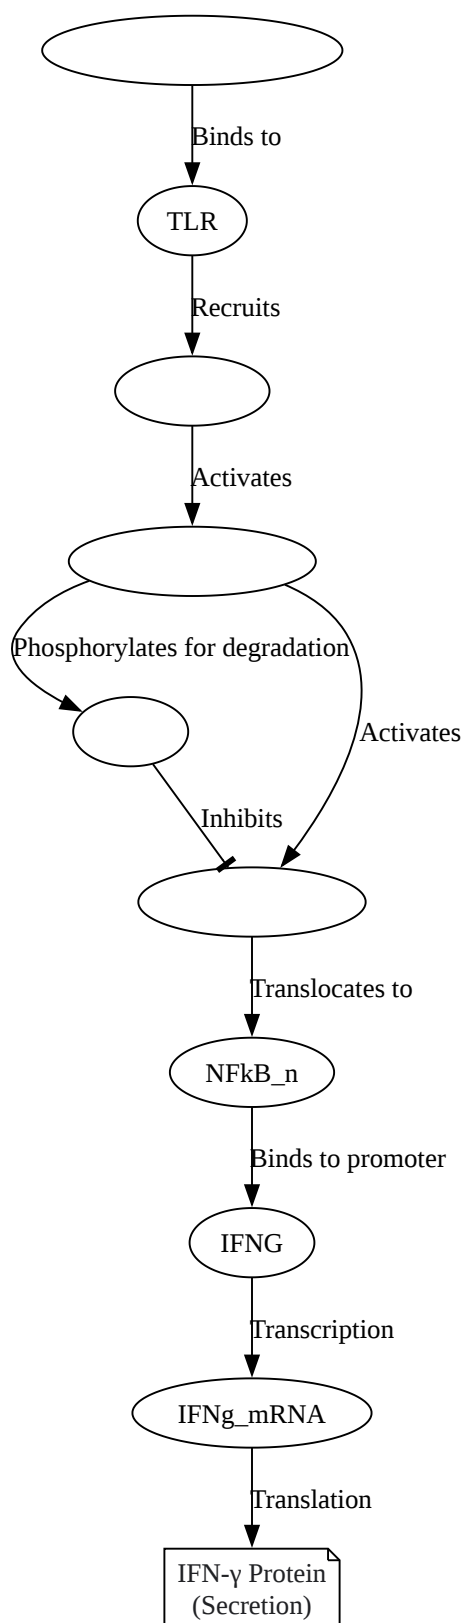 Binds to
TLR
Recruits
Activates
Phosphorylates for degradation
Activates
Inhibits
Translocates to
NFkB_n
Binds to promoter
IFNG
Transcription
IFNg_mRNA
Translation
IFN-γ Protein
(Secretion)